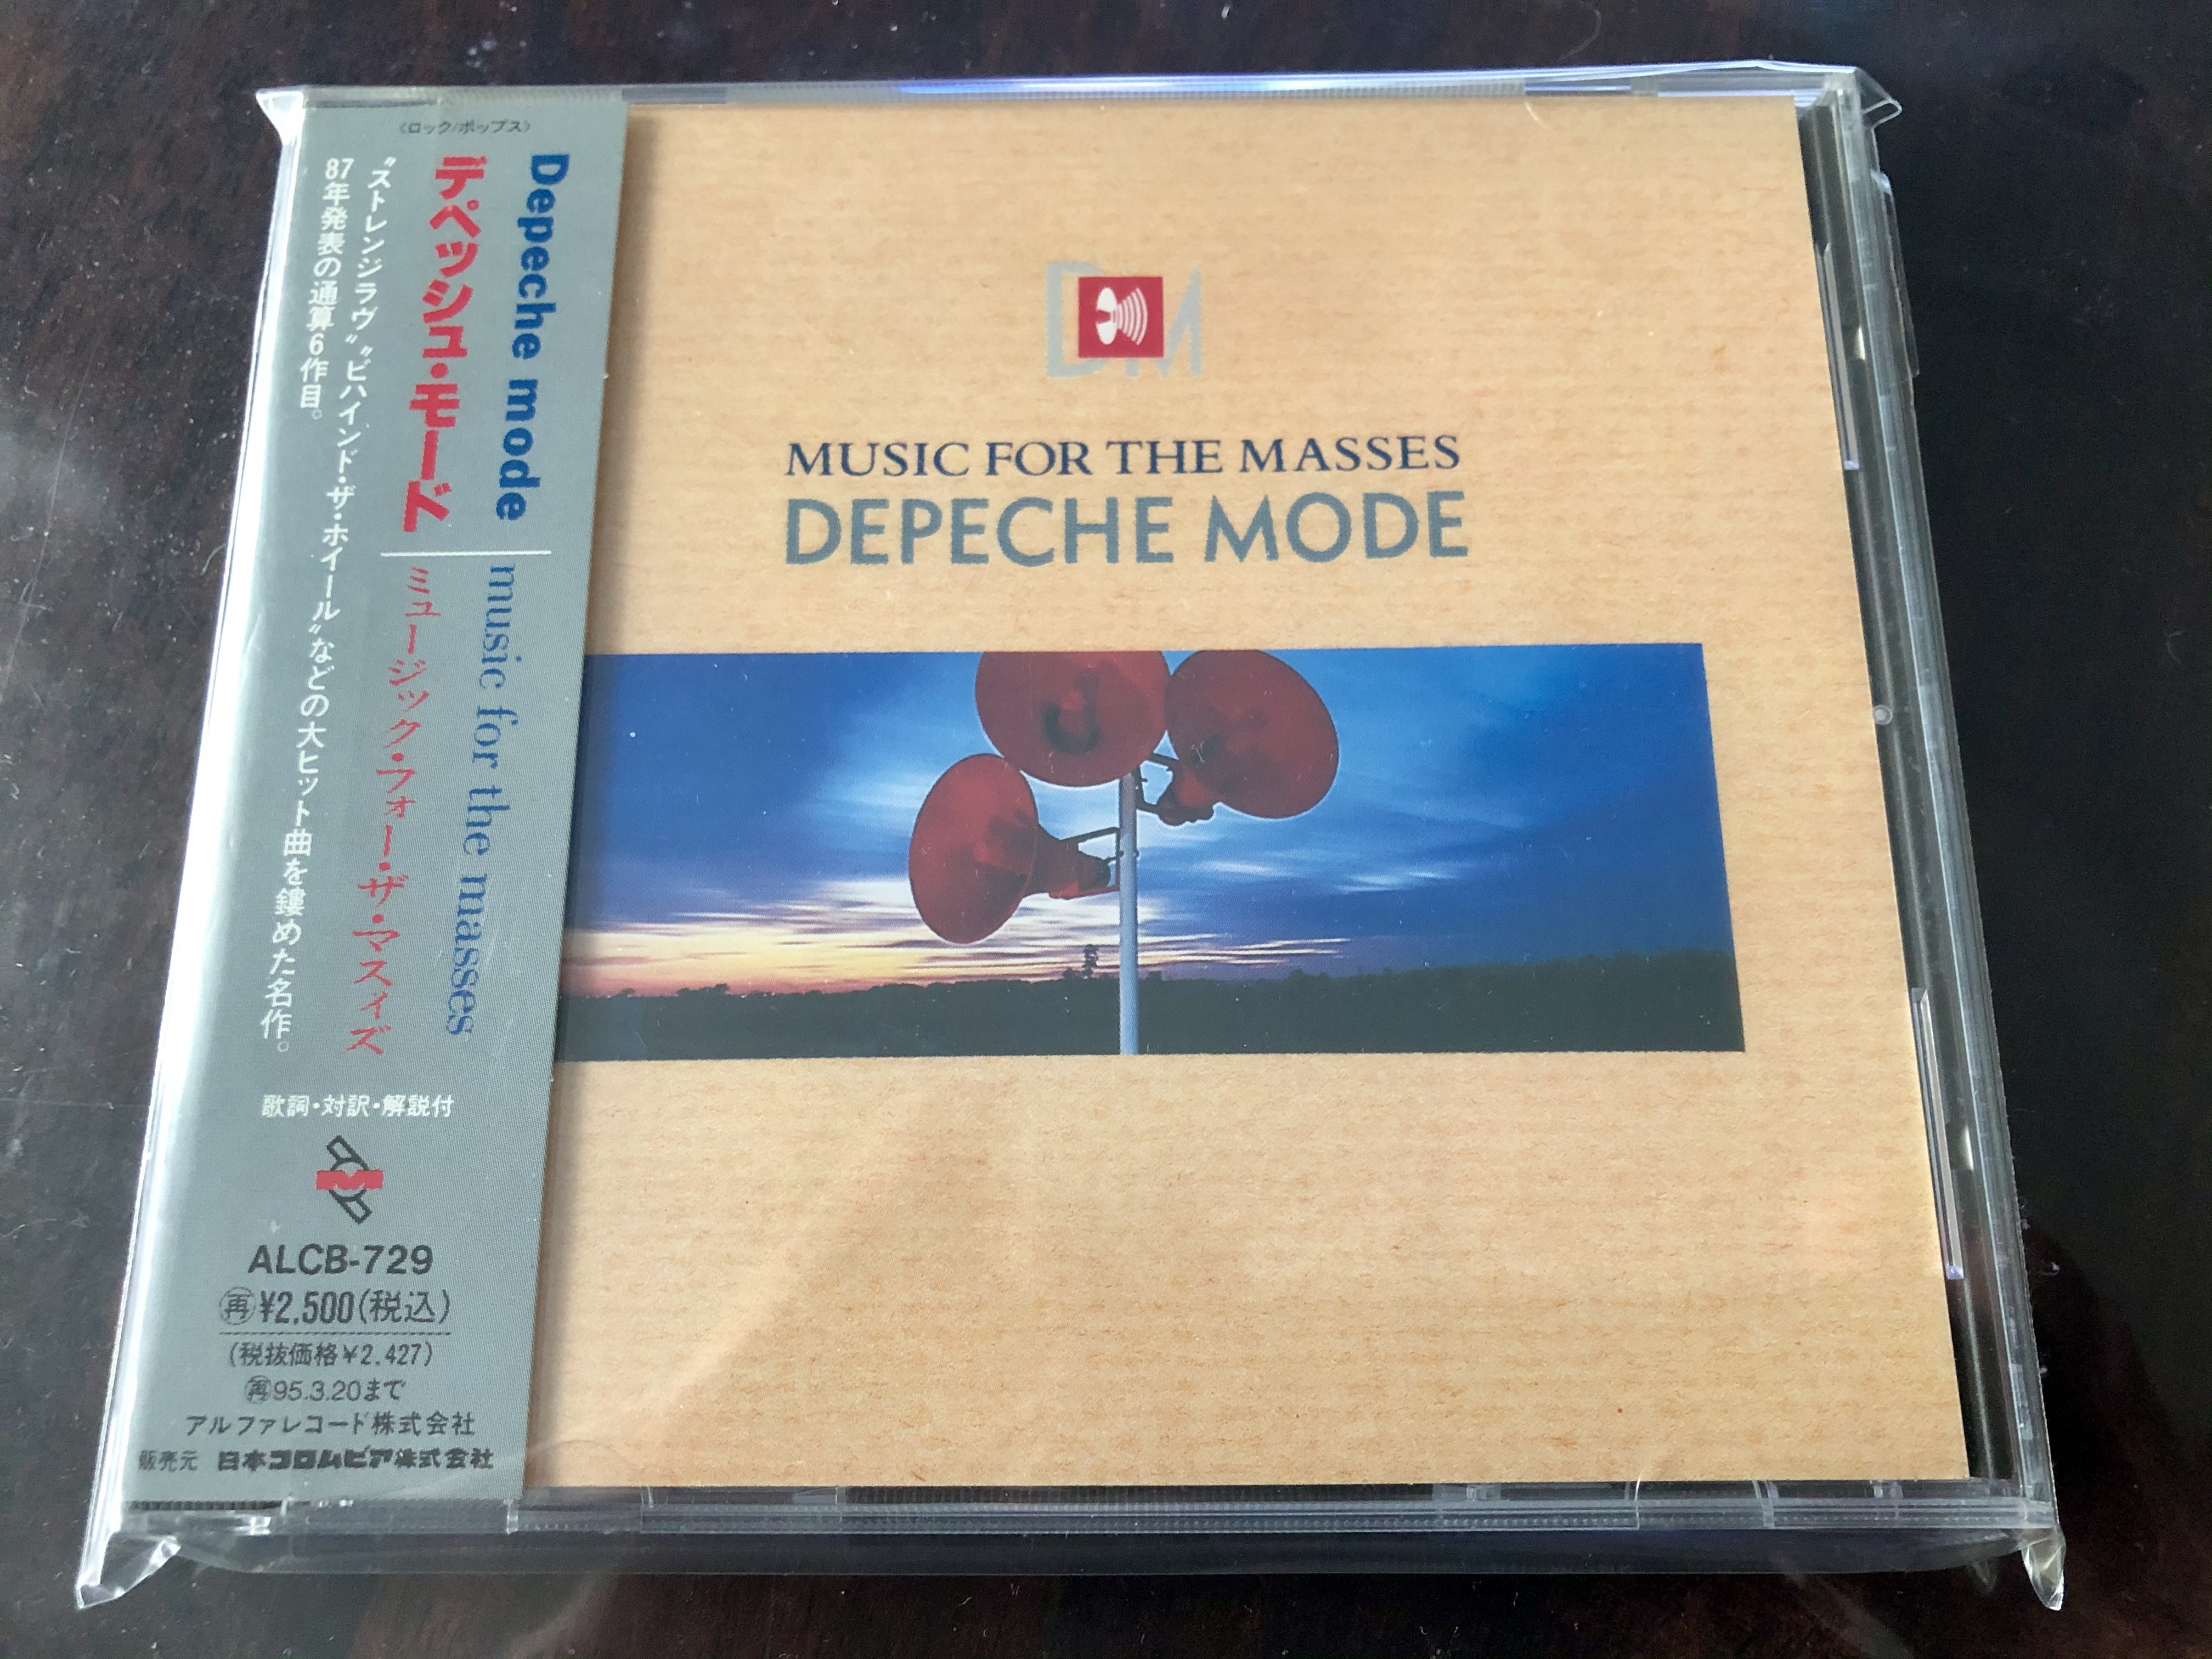 〈ロック/ポップス〉
Depeche mode
デペッシュ・モード
music for the masses
ミュージック・フォー・ザ・マスィズ
〝ストレンジラヴ〟〝ビハインド・ザ・ホイール〟などの大ヒット曲を鏤めた名作。
87年発表の通算6作目。
歌詞・対訳・解説付
ALCB-729
再¥2,500(税込)
(税抜価格¥2,427)
再95.3.20まで
アルファレコード株式会社
販売元 日本コロムビア株式会社
DM
MUSIC FOR THE MASSES
DEPECHE MODE